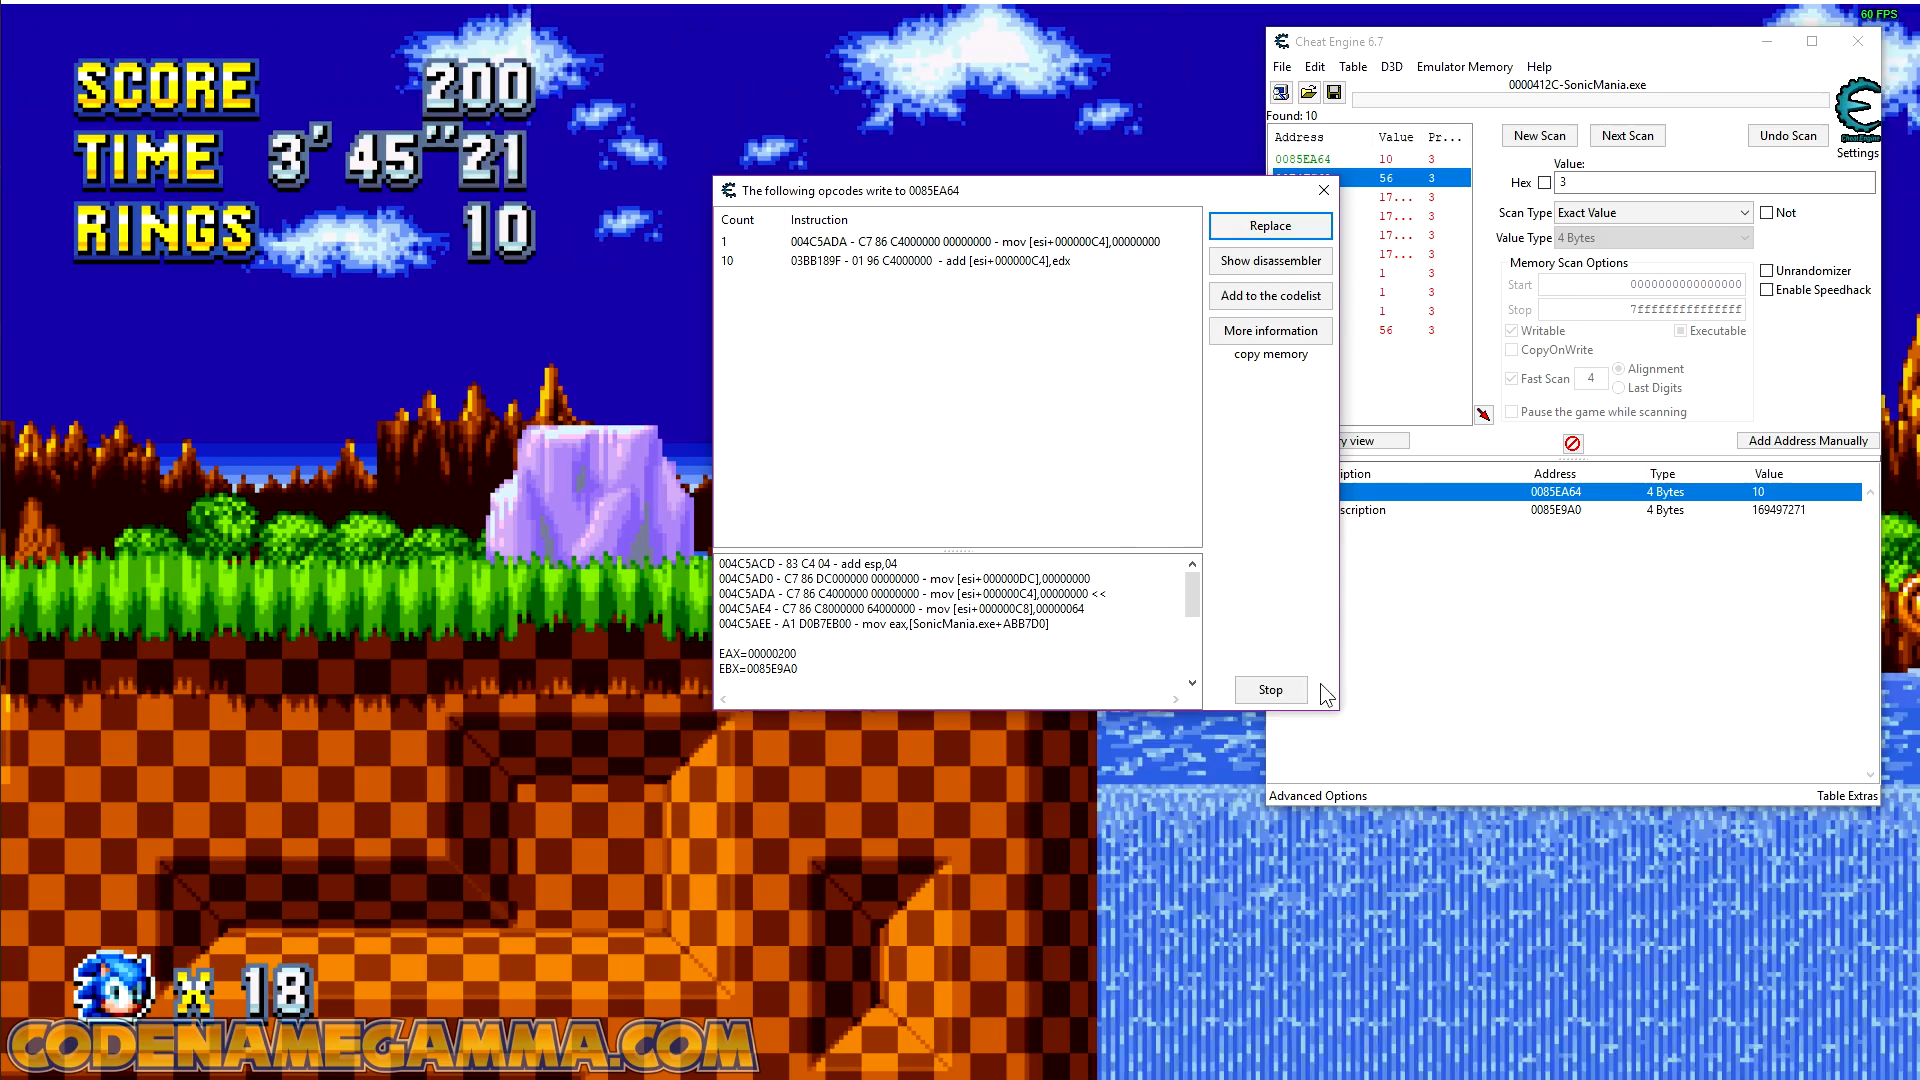 60 FPS
SCORE 200
TIME 3'45"21
RINGS 10
Cheat Engine 6.7
File Edit Table D3D Emulator Memory Help
0000412C-SonicMania.exe
Found: 10
Address Value Pr...
0085EA64 10 3
56 3
17... 3
17... 3
17... 3
17... 3
1 3
1 3
1 3
56 3
New Scan Next Scan Undo Scan
Settings
Value:
Hex 3
Scan Type Exact Value Not
Value Type 4 Bytes
Memory Scan Options
Start 0000000000000000
Stop 7fffffffffffffff
Writable Executable
CopyOnWrite
Fast Scan 4 Alignment
Last Digits
Pause the game while scanning
Unrandomizer
Enable Speedhack
ry view Add Address Manually
iption Address Type Value
0085EA64 4 Bytes 10
scription 0085E9A0 4 Bytes 169497271
Advanced Options Table Extras
The following opcodes write to 0085EA64
Count Instruction
1 004C5ADA - C7 86 C4000000 00000000 - mov [esi+000000C4],00000000
10 03BB189F - 01 96 C4000000 - add [esi+000000C4],edx
Replace
Show disassembler
Add to the codelist
More information
copy memory
004C5ACD - 83 C4 04 - add esp,04
004C5AD0 - C7 86 DC000000 00000000 - mov [esi+000000DC],00000000
004C5ADA - C7 86 C4000000 00000000 - mov [esi+000000C4],00000000 <<
004C5AE4 - C7 86 C8000000 64000000 - mov [esi+000000C8],00000064
004C5AEE - A1 D0B7EB00 - mov eax,[SonicMania.exe+ABB7D0]
EAX=00000200
EBX=0085E9A0
Stop
x 18
CODENAMEGAMMA.COM